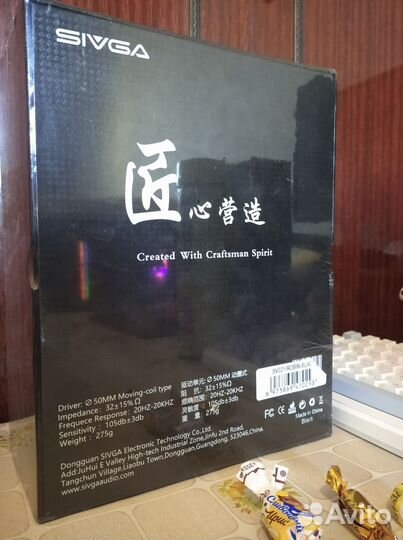 SIVGA
匠心营造
Created With Craftsman Spirit
Driver: Ø 50MM Moving-coil type
Impedance: 32±15%Ω
Frequece Response: 20HZ-20KHZ
Sensitivity : 105db±3db
Weight : 275g
驱动单元: Ø 50MM 动圈式
阻抗: 32±15%Ω
频响范围: 20HZ-20KHZ
灵敏度: 105db±3db
重量: 275g
Dongguan SIVGA Electronic Technology Co., Ltd.
Add:JuHui E Valley High-tech Industrial Zone,Jinfu 2nd Road,
Tangchun Village,Liaobu Town,Dongguan,Guangdong, 523046,China.
www.sivgaaudio.com
Made in China
Black
Avito